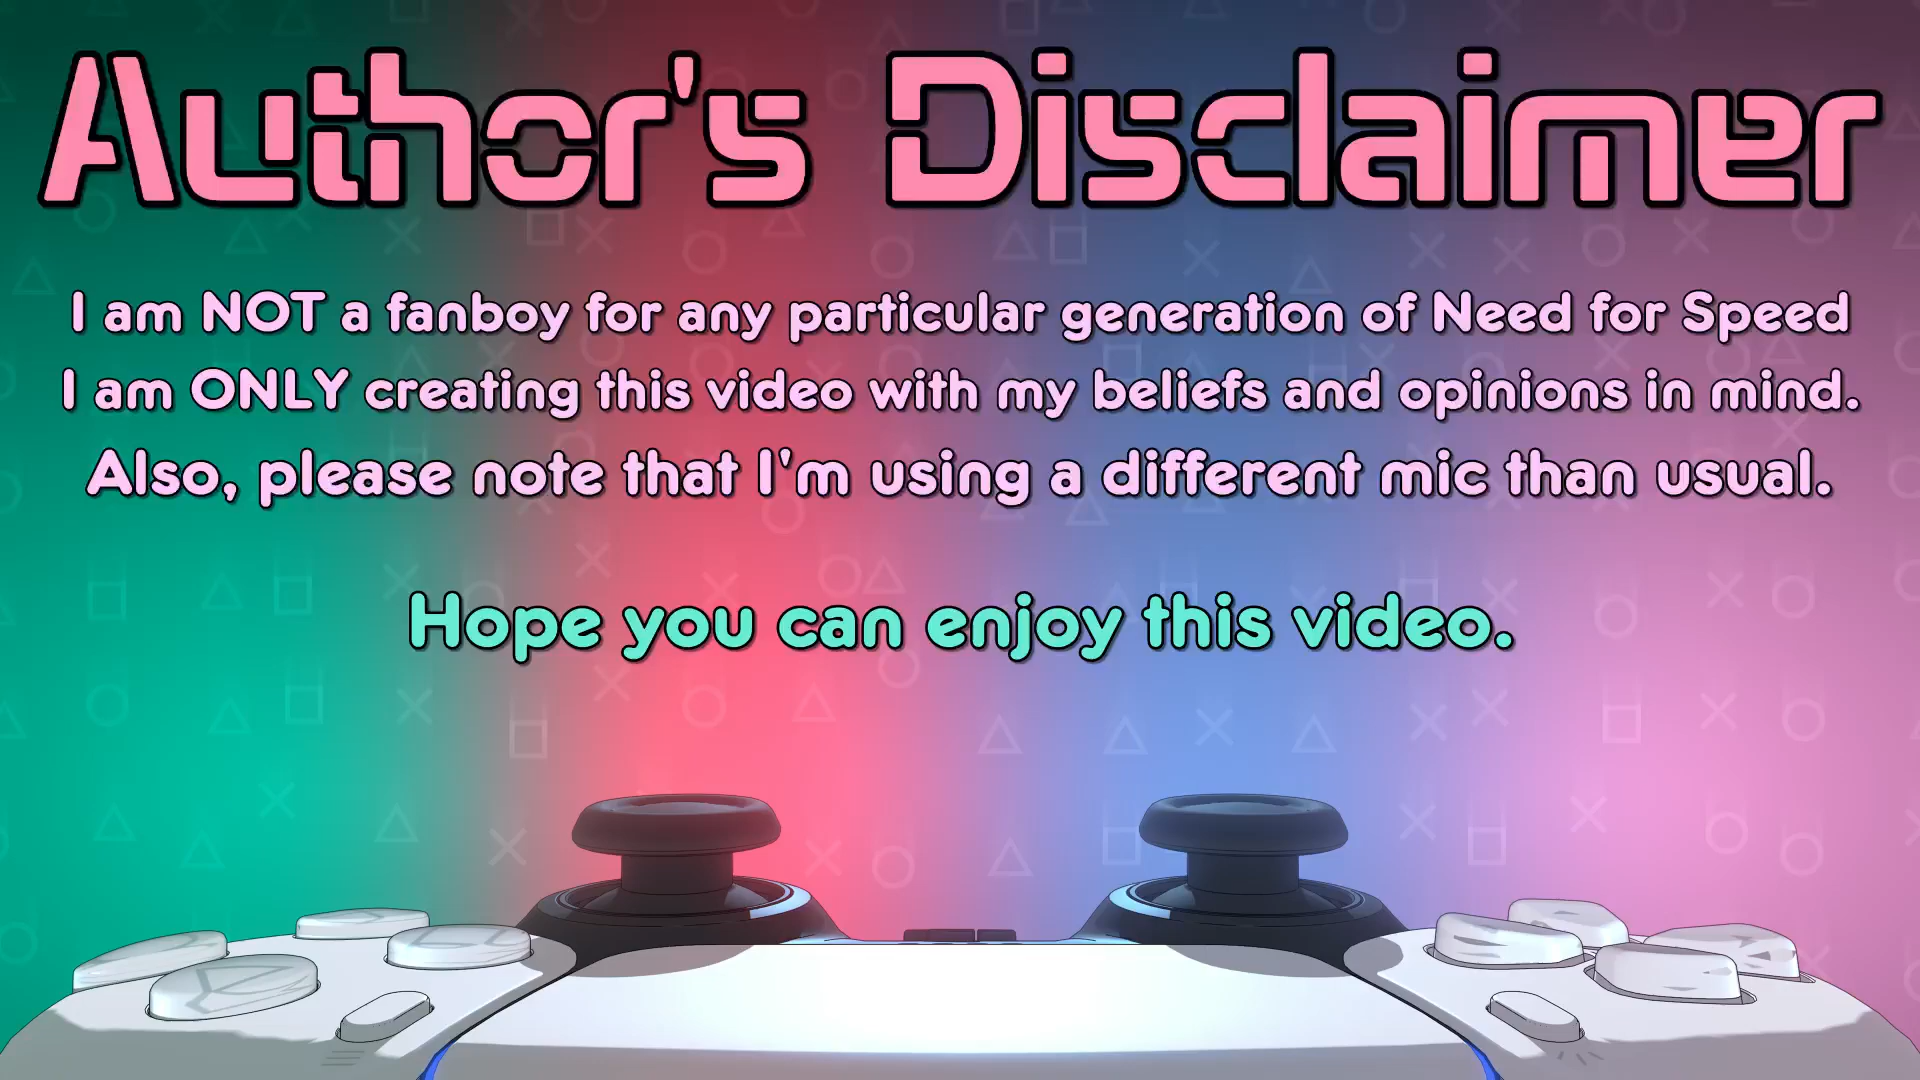 Author's Disclaimer
I am NOT a fanboy for any particular generation of Need for Speed
I am ONLY creating this video with my beliefs and opinions in mind.
Also, please note that I'm using a different mic than usual.
Hope you can enjoy this video.